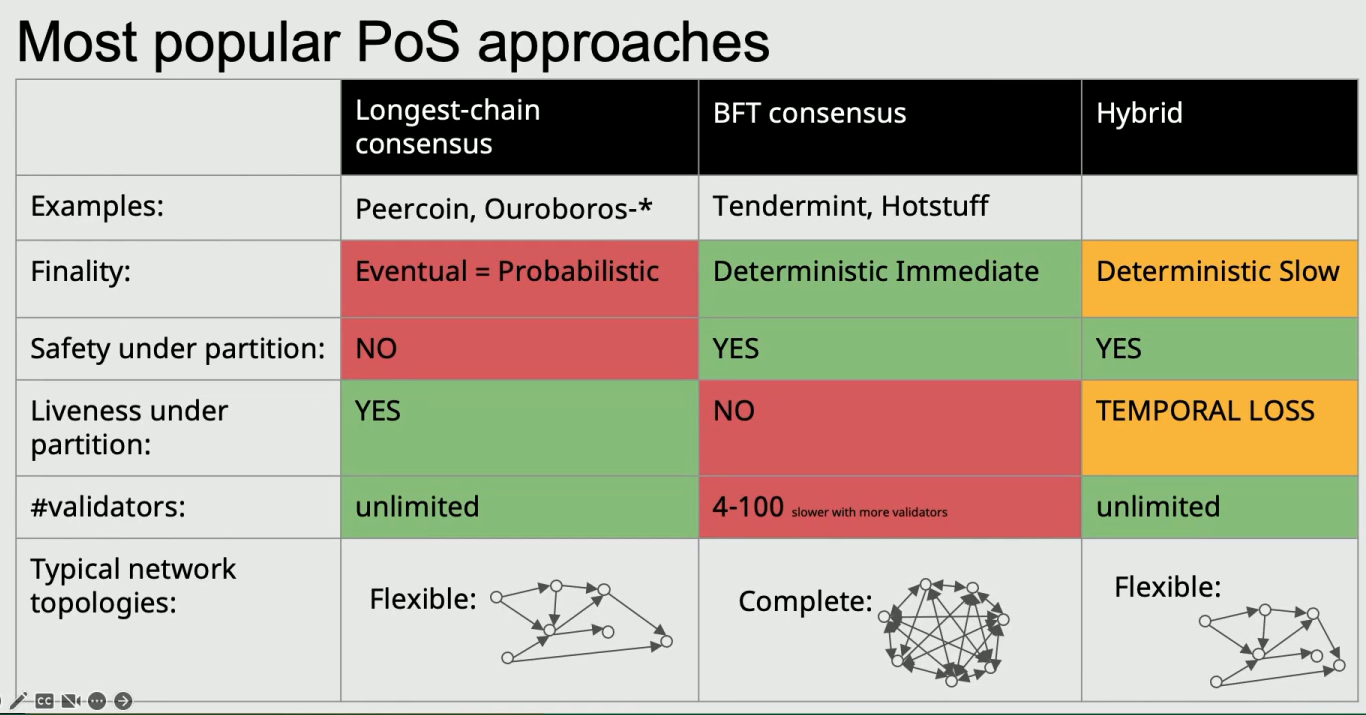 Most popular PoS approaches
Longest-chain
consensus
BFT consensus
Hybrid
Examples:
Peercoin, Ouroboros-*
Tendermint, Hotstuff
Finality:
Eventual = Probabilistic
Deterministic Immediate
Deterministic Slow
Safety under partition:
NO
YES
YES
Liveness under
partition:
YES
NO
TEMPORAL LOSS
#validators:
unlimited
4-100 slower with more validators
unlimited
Typical network
topologies:
Flexible:
Complete:
Flexible:
CC